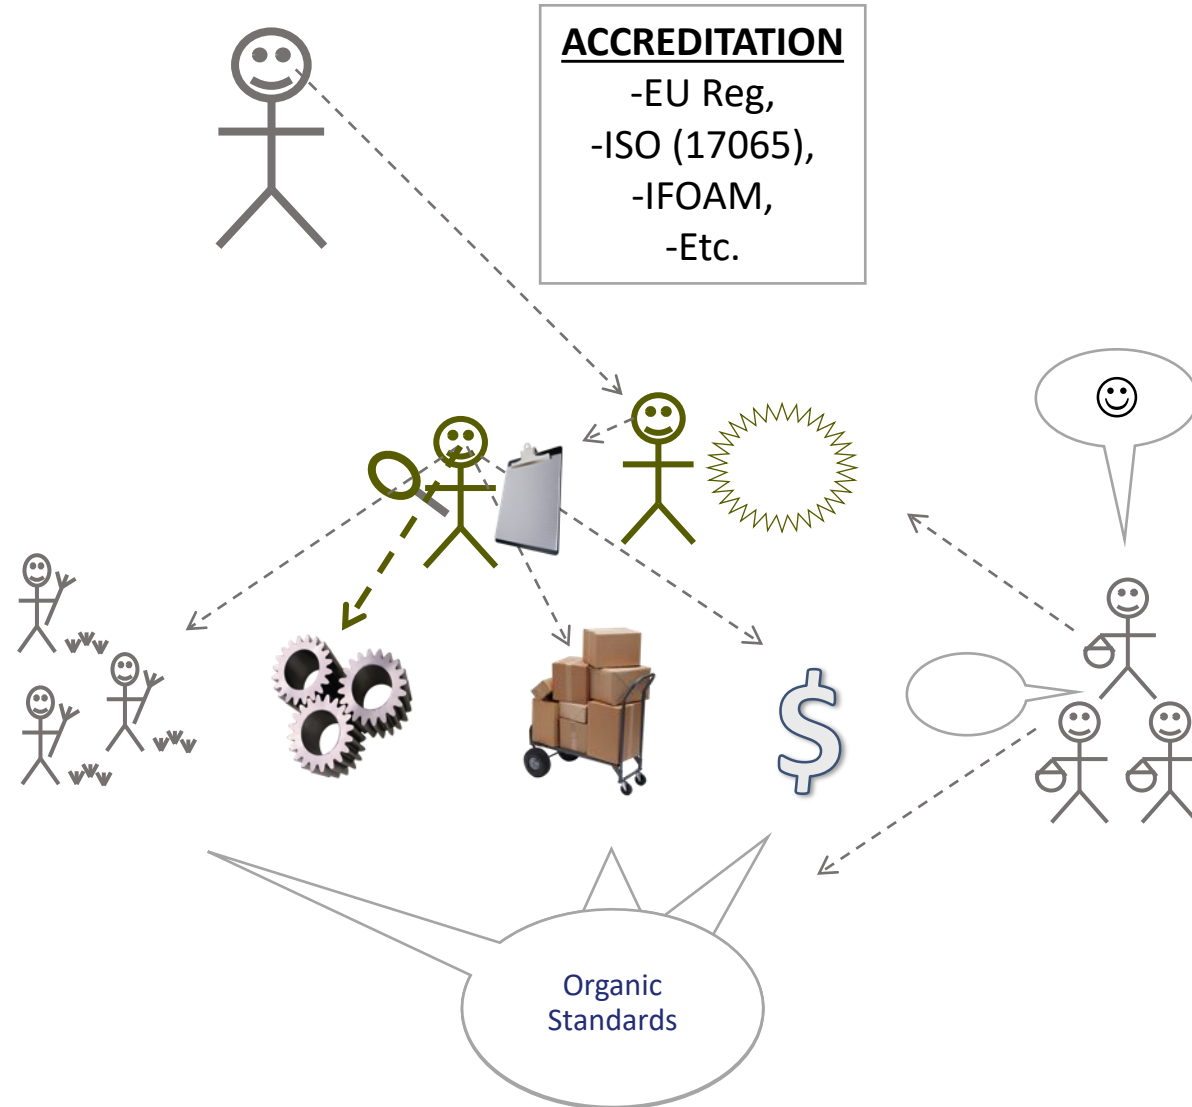 ACCREDITATION
-EU Reg,
-ISO (17065),
-IFOAM,
-Etc.
$
Organic
Standards